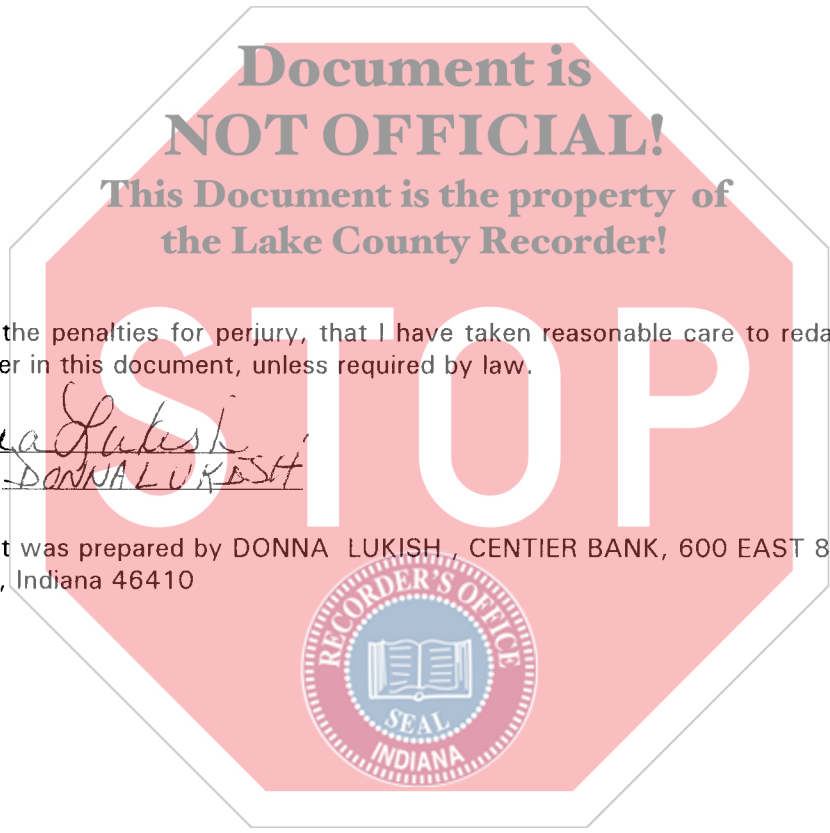 Document is
NOT OFFICIAL!
This Document is the property of
the Lake County Recorder!
STOP
the penalties for perjury, that I have taken reasonable care to reda
er in this document, unless required by law.
a Lukish
DONNA LUKISH
t was prepared by DONNA LUKISH , CENTIER BANK, 600 EAST 8
, Indiana 46410
RECORDER'S OFFICE
SEAL
INDIANA